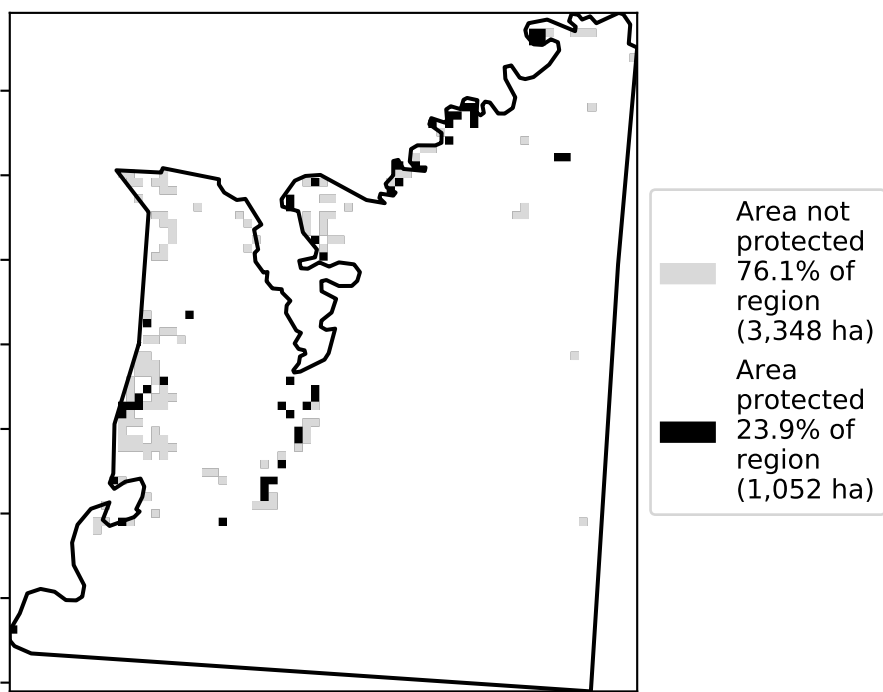 Area not
protected
76.1% of
region
(3,348 ha)
Area
protected
23.9% of
region
(1,052 ha)